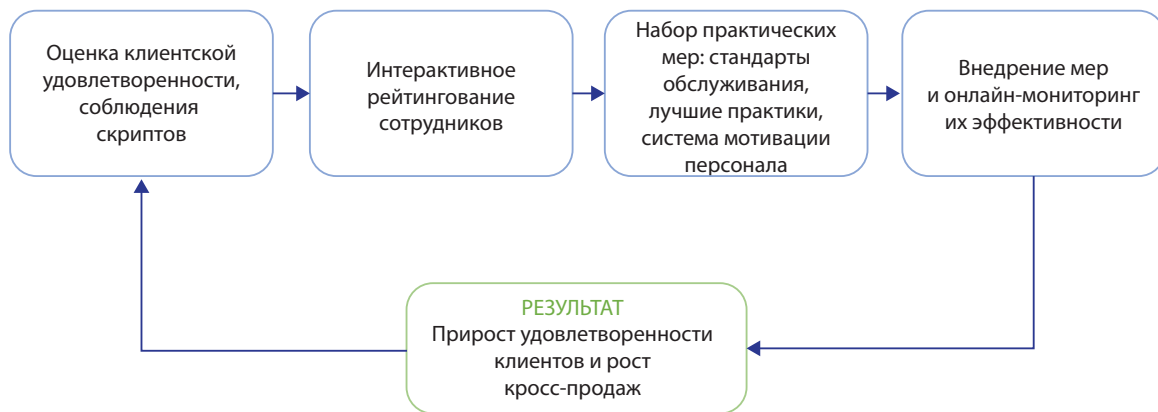 Оценка клиентской
удовлетворенности,
соблюдения
скриптов
Интерактивное
рейтингование
сотрудников
Набор практических
мер: стандарты
обслуживания,
лучшие практики,
система мотивации
персонала
Внедрение мер
и онлайн-мониторинг
их эффективности
РЕЗУЛЬТАТ
Прирост удовлетворенности
клиентов и рост
кросс-продаж